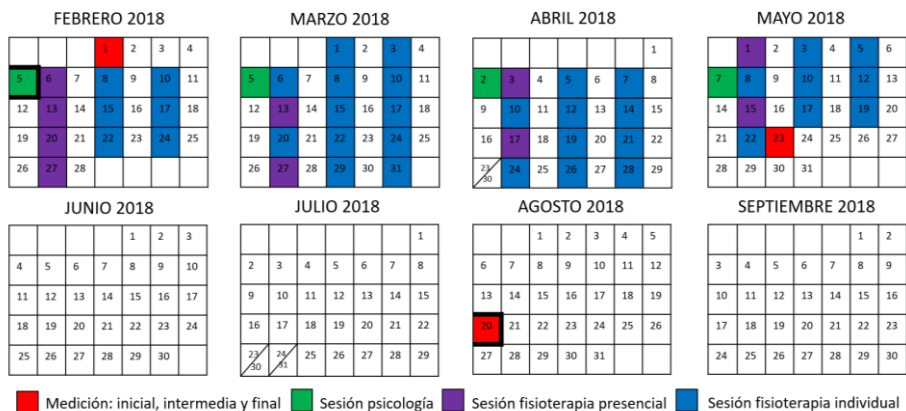 FEBRERO 2018
1 2 3 4
5 6 7 8 9 10 11
12 13 14 15 16 17 18
19 20 21 22 23 24 25
26 27 28
MARZO 2018
1 2 3 4
5 6 7 8 9 10 11
12 13 14 15 16 17 18
19 20 21 22 23 24 25
26 27 28 29 30 31
ABRIL 2018
1
2 3 4 5 6 7 8
9 10 11 12 13 14 15
16 17 18 19 20 21 22
23 30 24 25 26 27 28 29
MAYO 2018
1 2 3 4 5 6
7 8 9 10 11 12 13
14 15 16 17 18 19 20
21 22 23 24 25 26 27
28 29 30 31
JUNIO 2018
1 2 3
4 5 6 7 8 9 10
11 12 13 14 15 16 17
18 19 20 21 22 23 24
25 26 27 28 29 30
JULIO 2018
1
2 3 4 5 6 7 8
9 10 11 12 13 14 15
16 17 18 19 20 21 22
23 30 24 31 25 26 27 28 29
AGOSTO 2018
1 2 3 4 5
6 7 8 9 10 11 12
13 14 15 16 17 18 19
20 21 22 23 24 25 26
27 28 29 30 31
SEPTIEMBRE 2018
1 2
3 4 5 6 7 8 9
10 11 12 13 14 15 16
17 18 19 20 21 22 23
24 25 26 27 28 29 30
Medición: inicial, intermedia y final Sesión psicología Sesión fisioterapia presencial Sesión fisioterapia individual